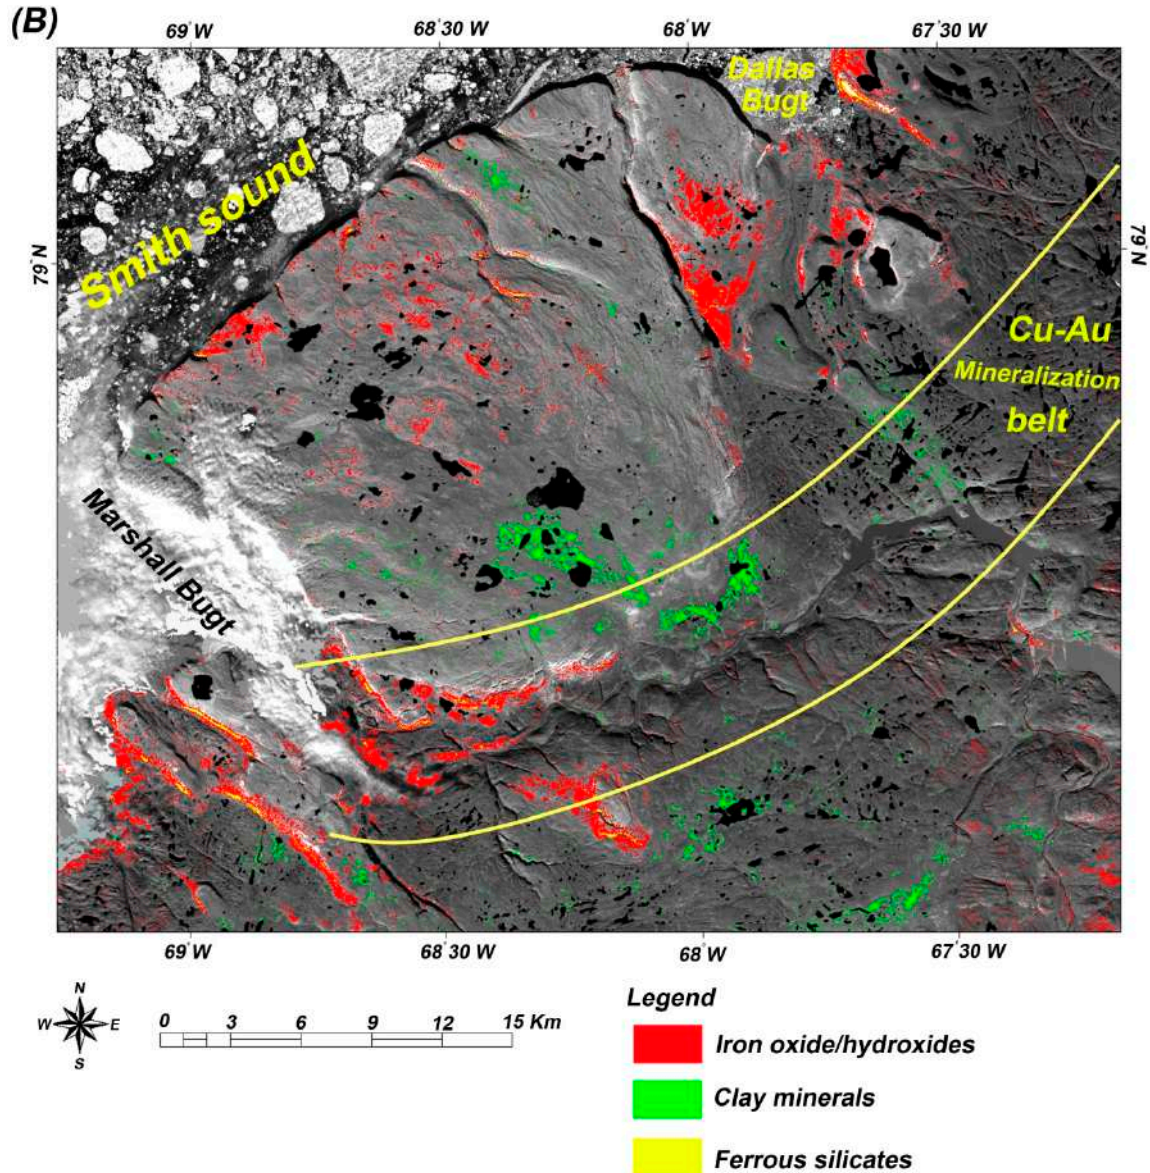 (B)
69°W
68°30'W
68°W
67°30'W
Dallas
Bugt
Smith sound
79°N
79°N
Cu-Au
Mineralization
belt
Marshall Bugt
69°W
68°30'W
68°W
67°30'W
N
W E
S
0 3 6 9 12 15 Km
Legend
Iron oxide/hydroxides
Clay minerals
Ferrous silicates